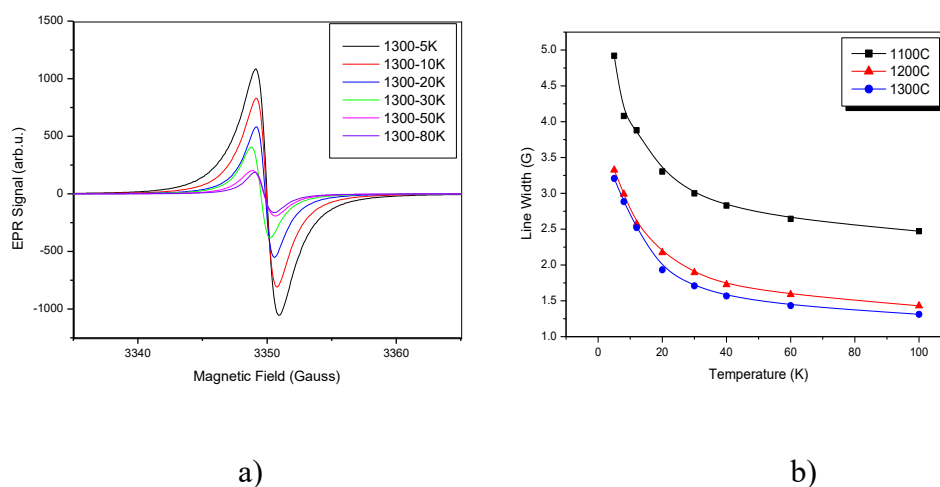 1500
1000
500
0
-500
-1000
EPR Signal (arb.u.)
3340
3350
3360
Magnetic Field (Gauss)
1300-5K
1300-10K
1300-20K
1300-30K
1300-50K
1300-80K
a)
5.0
4.5
4.0
3.5
3.0
2.5
2.0
1.5
1.0
Line Width (G)
0
20
40
60
80
100
Temperature (K)
1100C
1200C
1300C
b)